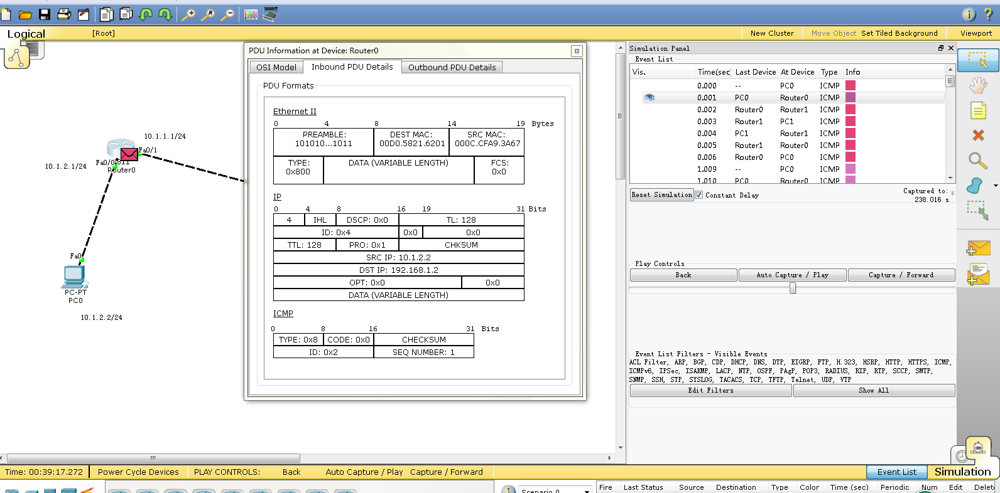 Logical
[Root]
New Cluster
Move Object
Set Tiled Background
Viewport
10.1.1.1/24
Fa0/1
10.1.2.1/24
Router0
Fa0
PC-PT
PC0
10.1.2.2/24
PDU Information at Device: Router0
OSI Model
Inbound PDU Details
Outbound PDU Details
PDU Formats
Ethernet II
0 4 8 14 19 Bytes
PREAMBLE: 101010...1011
DEST MAC: 00D0.5821.6201
SRC MAC: 000C.CFA9.3A67
TYPE: 0x800
DATA (VARIABLE LENGTH)
FCS: 0x0
IP
0 4 8 16 19 31 Bits
4 IHL DSCP: 0x0 TL: 128
ID: 0x4 0x0 0x0
TTL: 128 PRO: 0x1 CHKSUM
SRC IP: 10.1.2.2
DST IP: 192.168.1.2
OPT: 0x0 0x0
DATA (VARIABLE LENGTH)
ICMP
0 8 16 31 Bits
TYPE: 0x8 CODE: 0x0 CHECKSUM
ID: 0x2 SEQ NUMBER: 1
Simulation Panel
Event List
Vis. Time(sec Last Device At Device Type Info
0.000 -- PC0 ICMP
0.001 PC0 Router0 ICMP
0.002 Router0 Router1 ICMP
0.003 Router1 PC1 ICMP
0.004 PC1 Router1 ICMP
0.005 Router1 Router0 ICMP
0.006 Router0 PC0 ICMP
1.009 -- PC0 ICMP
1.010 PC0 Router0 ICMP
Reset Simulation
Constant Delay
Captured to:
238.016 s
Play Controls
Back
Auto Capture / Play
Capture / Forward
Event List Filters - Visible Events
ACL Filter, ARP, BGP, CDP, DHCP, DNS, DTP, EIGRP, FTP, H.323, HSRP, HTTP, HTTPS, ICMP,
ICMPv6, IPSec, ISAKMP, LACP, NTP, OSPF, PAgP, POP3, RADIUS, RIP, RTP, SCCP, SMTP,
SNMP, SSH, STP, SYSLOG, TACACS, TCP, TFTP, Telnet, UDP, VTP
Edit Filters
Show All
Time: 00:39:17.272
Power Cycle Devices
PLAY CONTROLS:
Back
Auto Capture / Play
Capture / Forward
Event List
Simulation
Scenario 0
Fire Last Status Source Destination Type Color Time (sec) Periodic Num Edit Delet